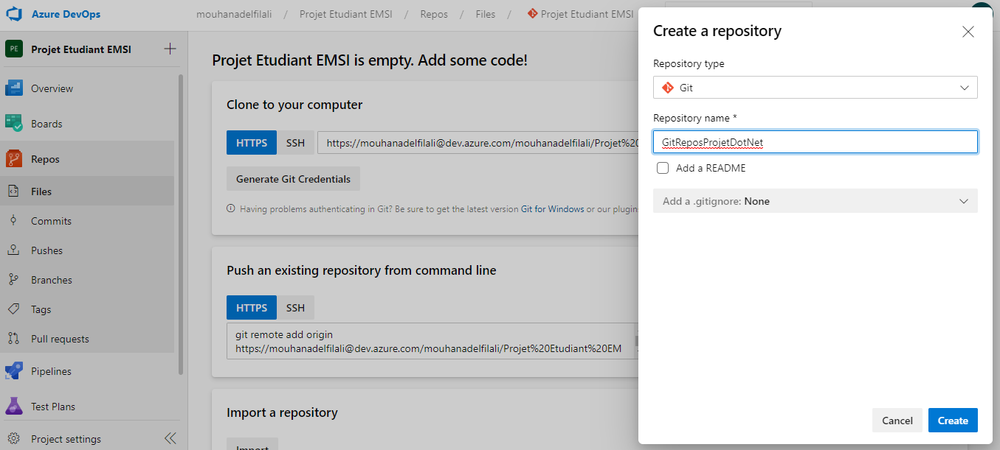 Azure DevOps
mouhanadelfilali / Projet Etudiant EMSI / Repos / Files / Projet Etudiant EMSI
PE Projet Etudiant EMSI
Overview
Boards
Repos
Files
Commits
Pushes
Branches
Tags
Pull requests
Pipelines
Test Plans
Project settings
Projet Etudiant EMSI is empty. Add some code!
Clone to your computer
HTTPS SSH https://mouhanadelfilali@dev.azure.com/mouhanadelfilali/Projet%20
Generate Git Credentials
Having problems authenticating in Git? Be sure to get the latest version Git for Windows or our plugin
Push an existing repository from command line
HTTPS SSH
git remote add origin
https://mouhanadelfilali@dev.azure.com/mouhanadelfilali/Projet%20Etudiant%20EM
Import a repository
Import
Create a repository
Repository type
Git
Repository name *
GitReposProjetDotNet
Add a README
Add a .gitignore: None
Cancel Create